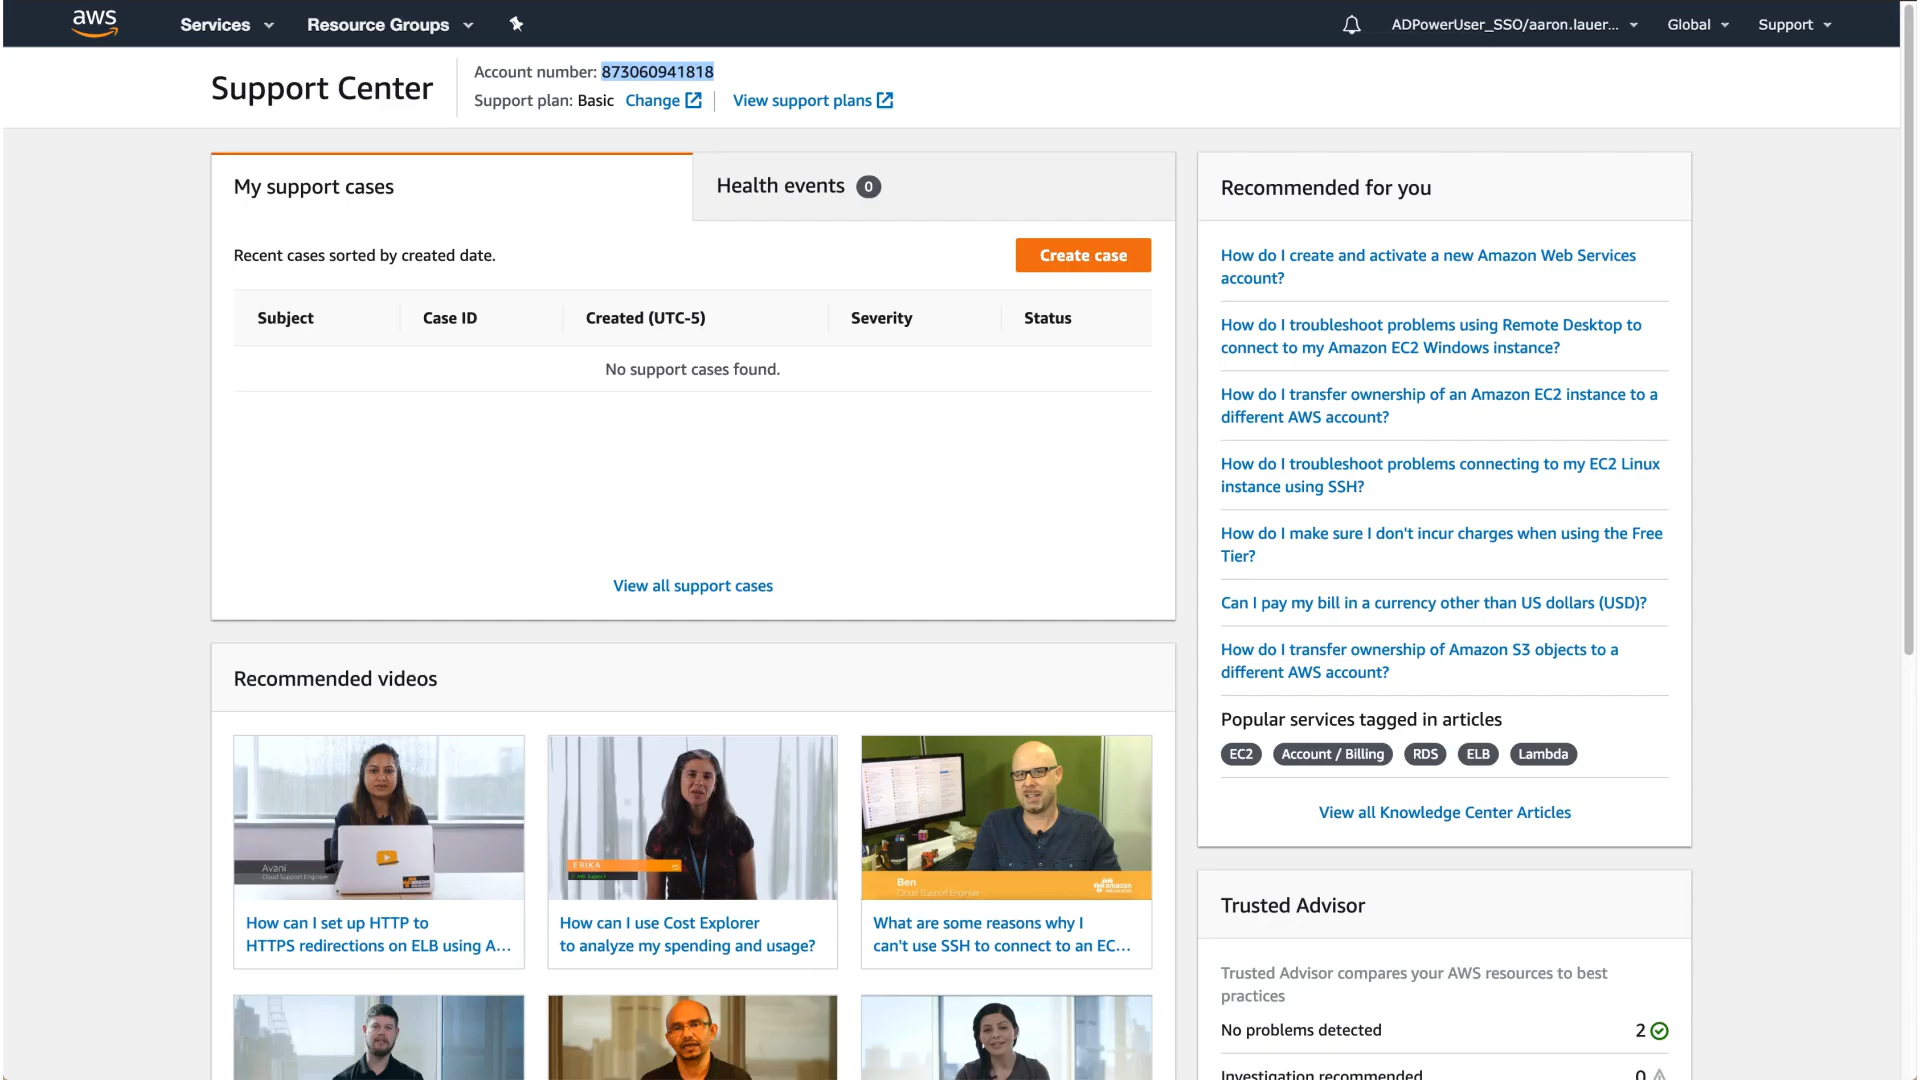 aws
Services
Resource Groups
ADPowerUser_SSO/aaron.lauer...
Global
Support
Support Center
Account number: 873060941818
Support plan: Basic Change
View support plans
My support cases
Health events 0
Recent cases sorted by created date.
Create case
Subject
Case ID
Created (UTC-5)
Severity
Status
No support cases found.
View all support cases
Recommended videos
Avani
Cloud Support Engineer
ERIKA
// AWS Support
Ben
Cloud Support Engineer
amazon
web services
How can I set up HTTP to
HTTPS redirections on ELB using A...
How can I use Cost Explorer
to analyze my spending and usage?
What are some reasons why I
can't use SSH to connect to an EC...
Recommended for you
How do I create and activate a new Amazon Web Services
account?
How do I troubleshoot problems using Remote Desktop to
connect to my Amazon EC2 Windows instance?
How do I transfer ownership of an Amazon EC2 instance to a
different AWS account?
How do I troubleshoot problems connecting to my EC2 Linux
instance using SSH?
How do I make sure I don't incur charges when using the Free
Tier?
Can I pay my bill in a currency other than US dollars (USD)?
How do I transfer ownership of Amazon S3 objects to a
different AWS account?
Popular services tagged in articles
EC2
Account / Billing
RDS
ELB
Lambda
View all Knowledge Center Articles
Trusted Advisor
Trusted Advisor compares your AWS resources to best
practices
No problems detected 2
Investigation recommended 0